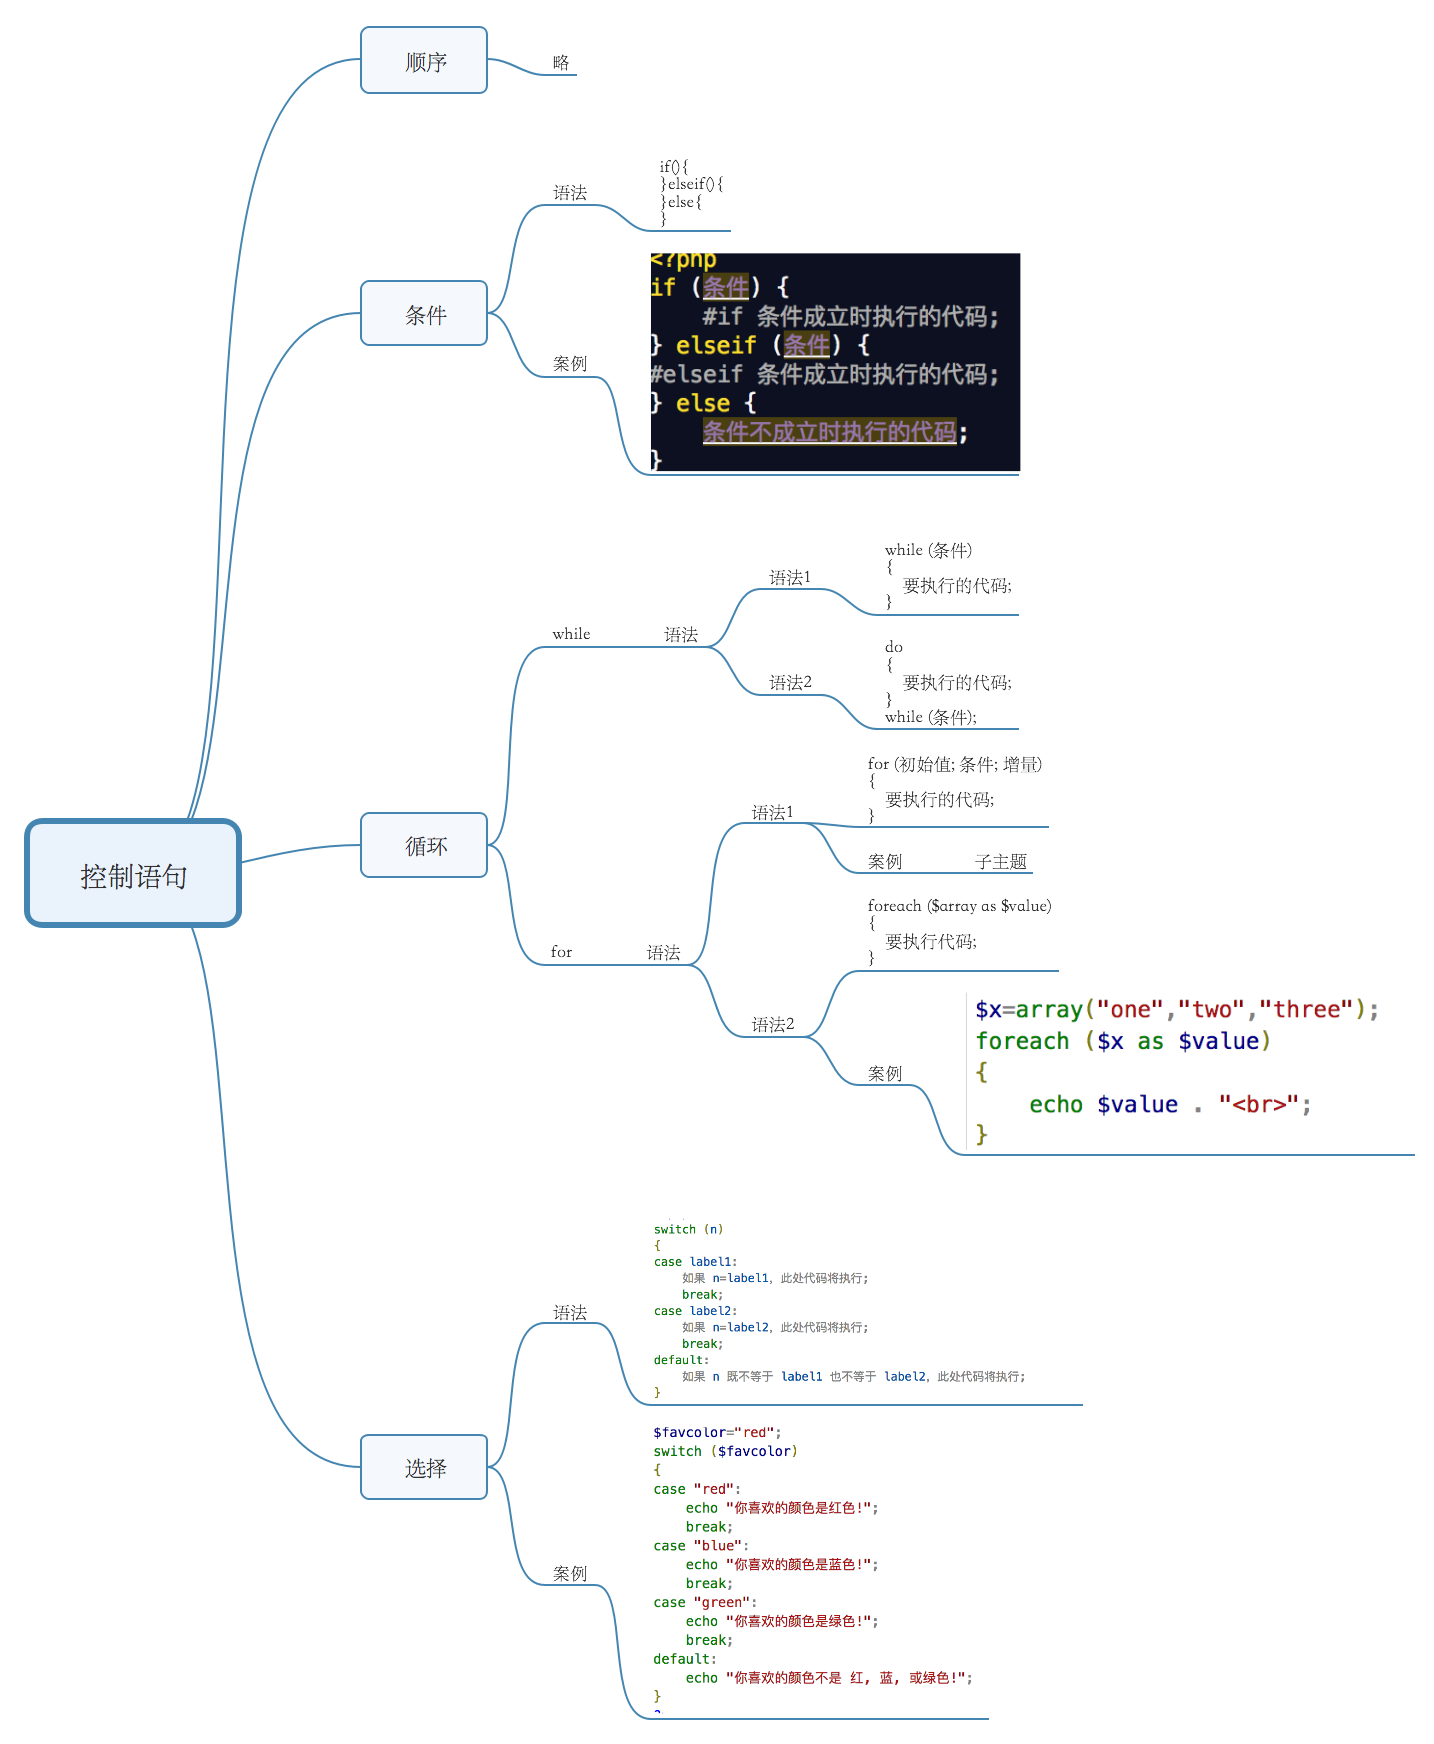 顺序
略
条件
语法
if(){
}elseif(){
}else{
}
案例
<?php
if (条件) {
    #if 条件成立时执行的代码;
} elseif (条件) {
#elseif 条件成立时执行的代码;
} else {
    条件不成立时执行的代码;
}
控制语句
循环
while
语法
语法1
while (条件)
{
    要执行的代码;
}
语法2
do
{
    要执行的代码;
}
while (条件);
for
语法
语法1
for (初始值; 条件; 增量)
{
    要执行的代码;
}
案例
子主题
语法2
foreach ($array as $value)
{
    要执行代码;
}
案例
$x=array("one","two","three");
foreach ($x as $value)
{
    echo $value . "<br>";
}
选择
语法
switch (n)
{
case label1:
    如果 n=label1, 此处代码将执行;
    break;
case label2:
    如果 n=label2, 此处代码将执行;
    break;
default:
    如果 n 既不等于 label1 也不等于 label2, 此处代码将执行;
}
案例
$favcolor="red";
switch ($favcolor)
{
case "red":
    echo "你喜欢的颜色是红色!";
    break;
case "blue":
    echo "你喜欢的颜色是蓝色!";
    break;
case "green":
    echo "你喜欢的颜色是绿色!";
    break;
default:
    echo "你喜欢的颜色不是 红, 蓝, 或绿色!";
}